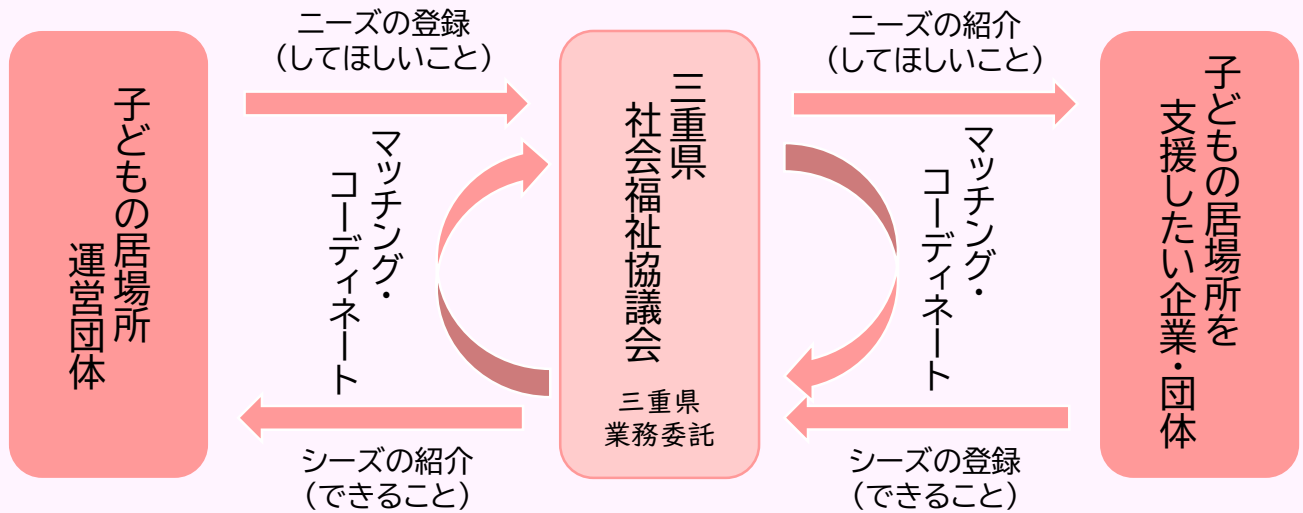 子どもの居場所
運営団体
ニーズの登録
(してほしいこと)
マッチング・
コーディネート
シーズの紹介
(できること)
三重県
社会福祉協議会
三重県
業務委託
ニーズの紹介
(してほしいこと)
マッチング・
コーディネート
シーズの登録
(できること)
子どもの居場所を
支援したい企業・団体